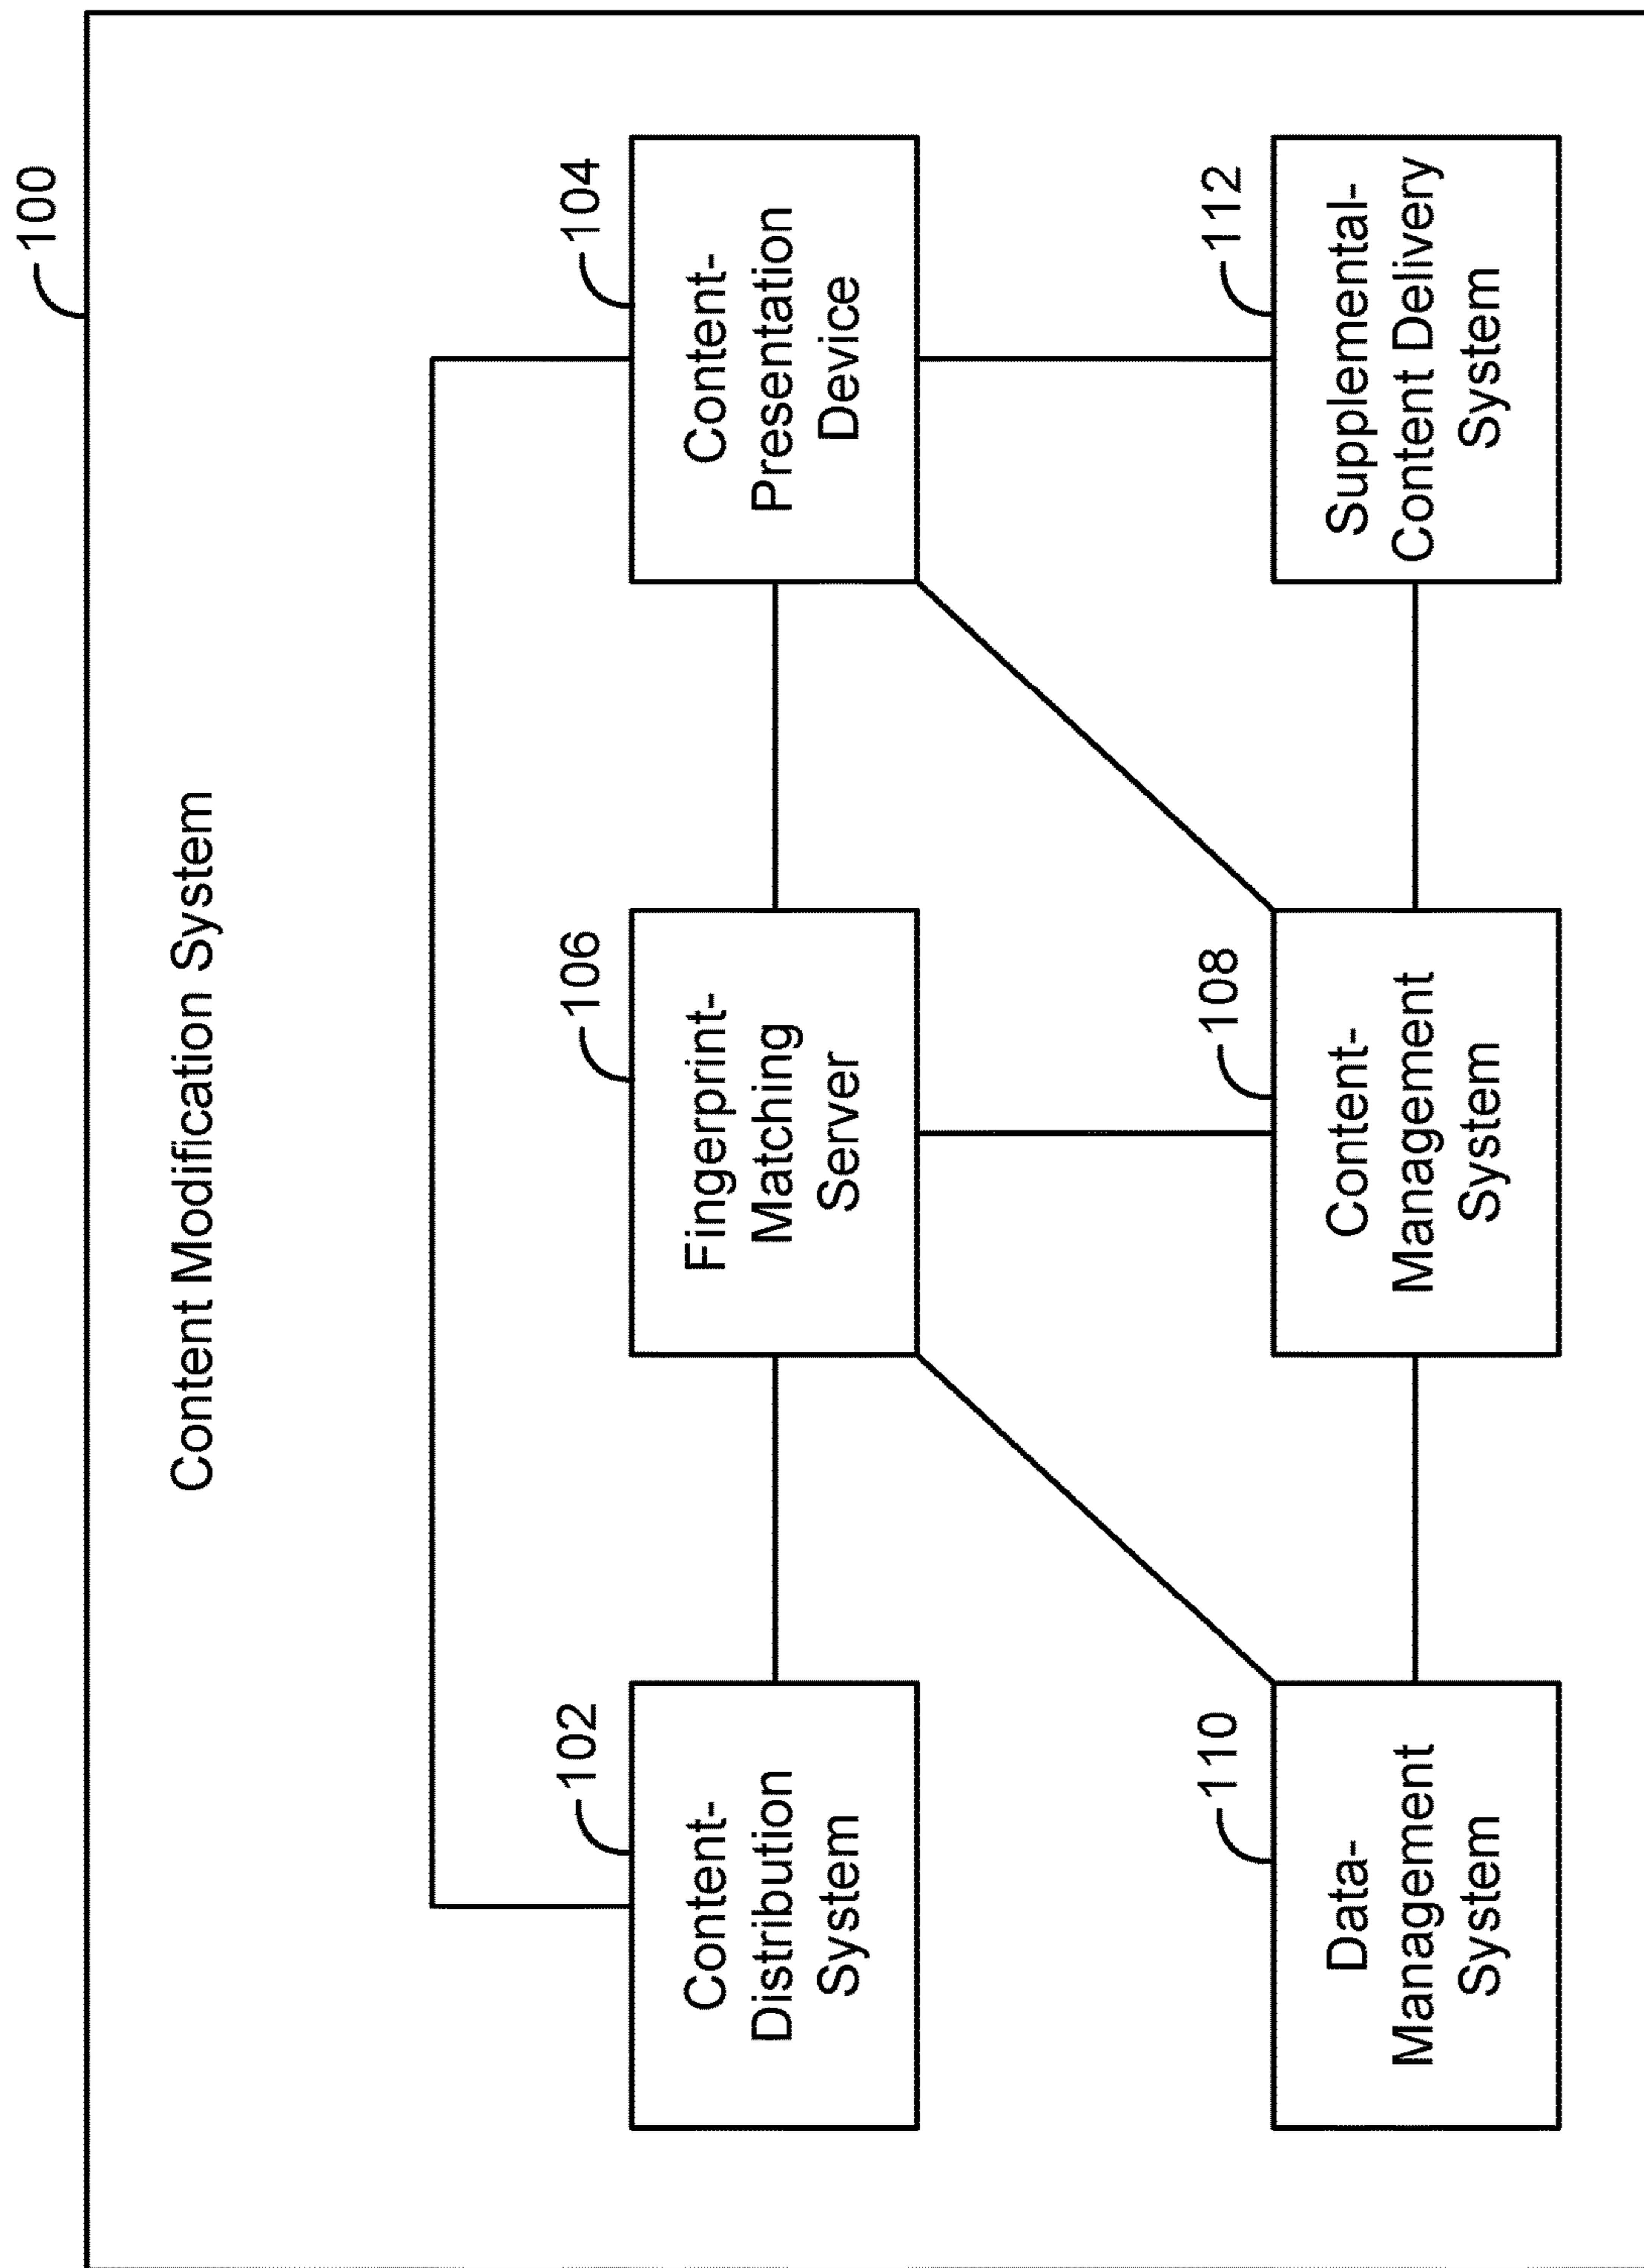 100
Content Modification System
102
Content-
Distribution
System
106
Fingerprint-
Matching
Server
104
Content-
Presentation
Device
110
Data-
Management
System
108
Content-
Management
System
112
Supplemental-
Content Delivery
System